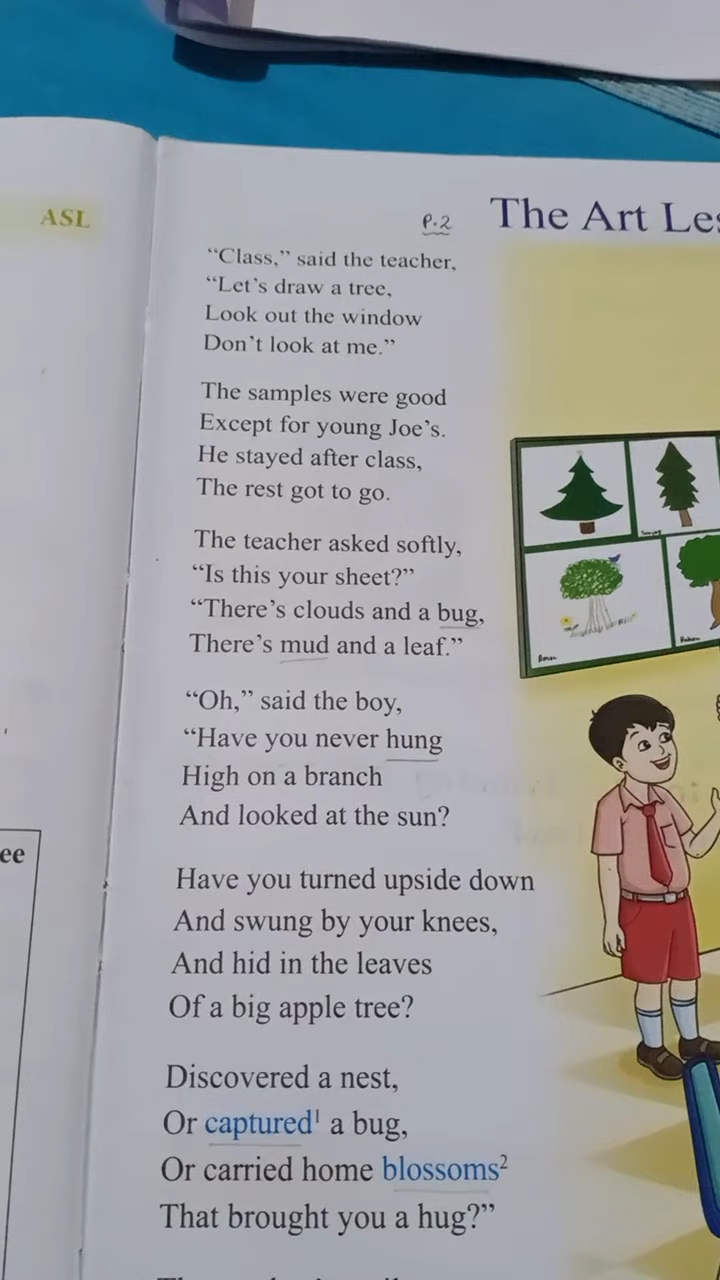 ASL
P.2
The Art
"Class," said the teacher,
"Let's draw a tree,
Look out the window
Don't look at me."
The samples were good
Except for young Joe's.
He stayed after class,
The rest got to go.
The teacher asked softly,
"Is this your sheet?"
"There's clouds and a bug,
There's mud and a leaf."
"Oh," said the boy,
"Have you never hung
High on a branch
And looked at the sun?
Have you turned upside down
And swung by your knees,
And hid in the leaves
Of a big apple tree?
Discovered a nest,
Or captured¹ a bug,
Or carried home blossoms²
That brought you a hug?"
ee